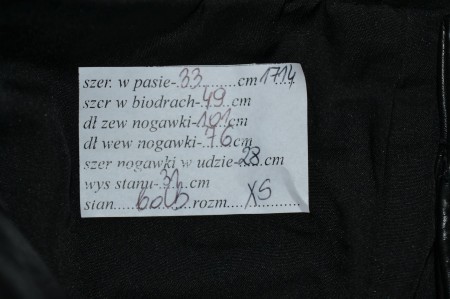 szer. w pasie-33.........cm 1714
szer w biodrach-49..cm
dł zew nogawki-101cm
dł wew nogawki-.76cm
szer nogawki w udzie-28.cm
wys stanu-.31.cm
stan.....bdb.....rozm....XS............